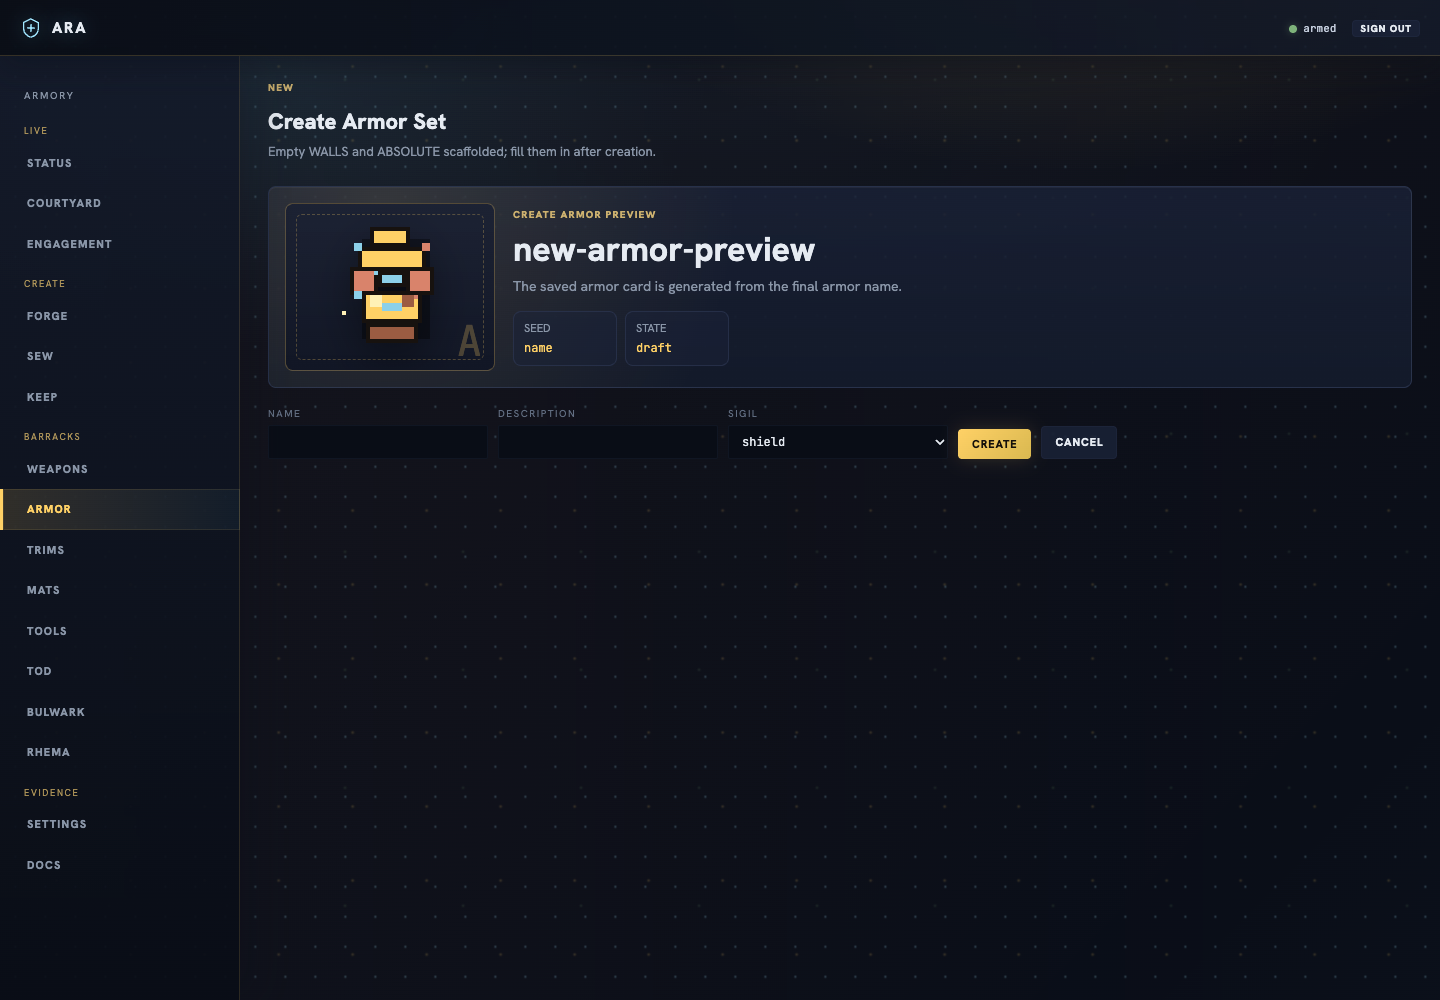 ARA
armed
SIGN OUT
ARMORY
LIVE
STATUS
COURTYARD
ENGAGEMENT
CREATE
FORGE
SEW
KEEP
BARRACKS
WEAPONS
ARMOR
TRIMS
MATS
TOOLS
TOD
BULWARK
RHEMA
EVIDENCE
SETTINGS
DOCS
NEW
Create Armor Set
Empty WALLS and ABSOLUTE scaffolded; fill them in after creation.
A
CREATE ARMOR PREVIEW
new-armor-preview
The saved armor card is generated from the final armor name.
SEED
name
STATE
draft
NAME
DESCRIPTION
SIGIL
shield
CREATE
CANCEL